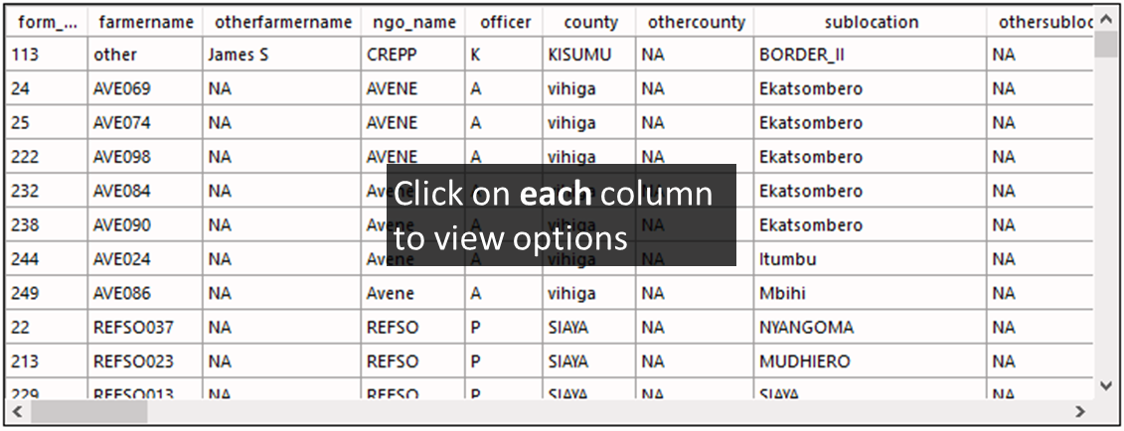 form_... farmername otherfarmername ngo_name officer county othercounty sublocation othersubloc
113 other James S CREPP K KISUMU NA BORDER_II NA
24 AVE069 NA AVENE A vihiga NA Ekatsombero NA
25 AVE074 NA AVENE A vihiga NA Ekatsombero NA
222 AVE098 NA AVENE A vihiga NA Ekatsombero NA
232 AVE084 NA Avene A vihiga NA Ekatsombero NA
Click on each column
238 AVE090 NA Avene A vihiga NA Ekatsombero NA
to view options
244 AVE024 NA Avene A vihiga NA Itumbu NA
249 AVE086 NA Avene A vihiga NA Mbihi NA
22 REFSO037 NA REFSO P SIAYA NA NYANGOMA NA
213 REFSO023 NA REFSO P SIAYA NA MUDHIERO NA
229 REFSO013 NA REFSO P SIAYA NA SIAYA NA